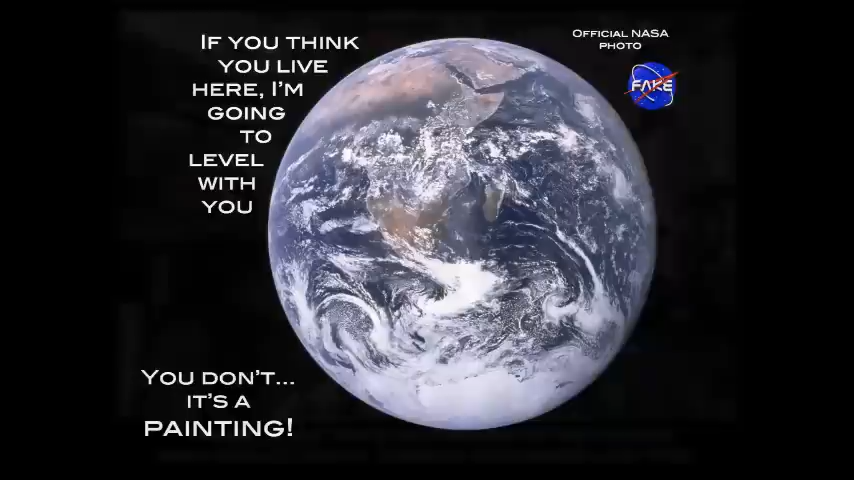 If you think
you live
here, I'm
going
to
level
with
you
Official NASA
photo
FAKE
You don't...
it's a
painting!